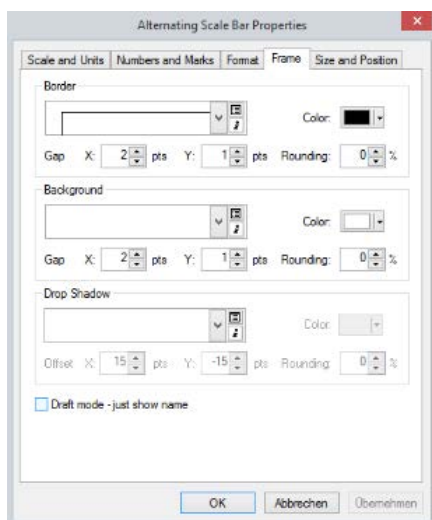 Alternating Scale Bar Properties
Scale and Units Numbers and Marks Format Frame Size and Position
Border
Color:
Gap X: 2 pts Y: 1 pts Rounding: 0 %
Background
Color:
Gap X: 2 pts Y: 1 pts Rounding: 0 %
Drop Shadow
Color:
Offset X: 15 pts Y: -15 pts Rounding: 0 %
Draft mode - just show name
OK Abbrechen Übernehmen